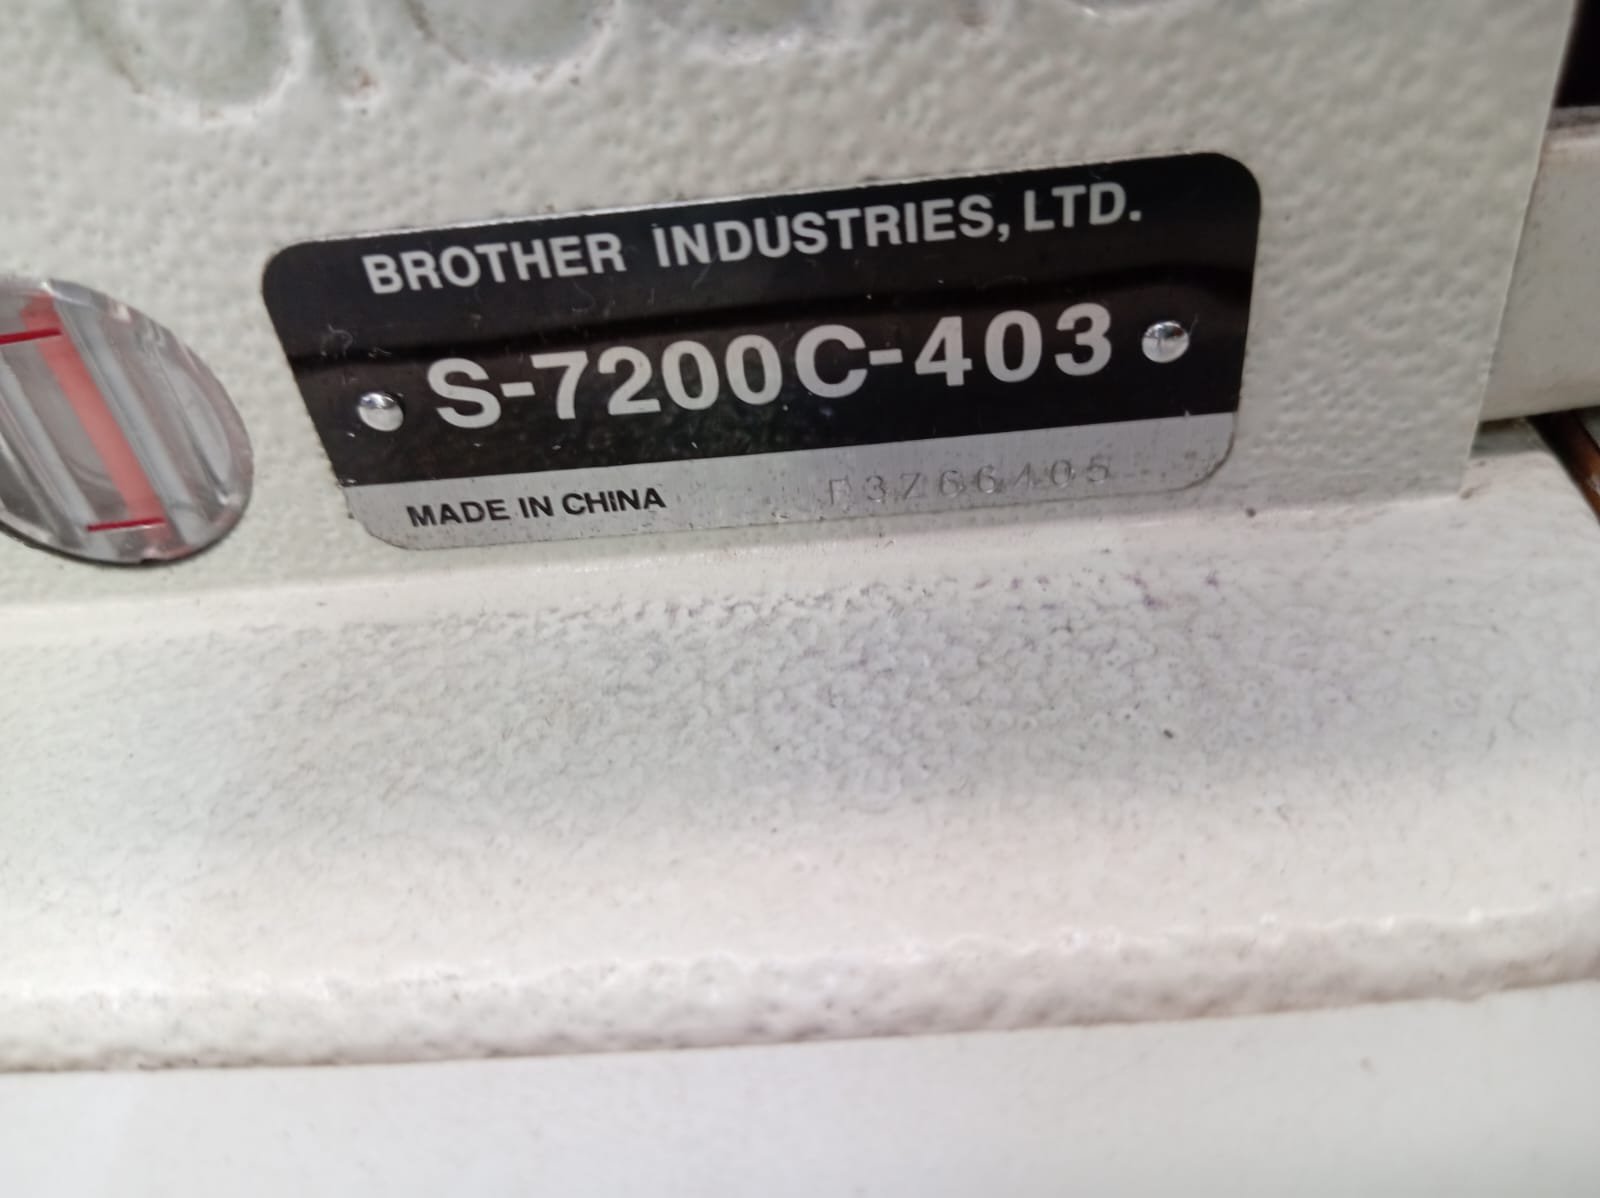 BROTHER INDUSTRIES, LTD.
S-7200C-403
MADE IN CHINA